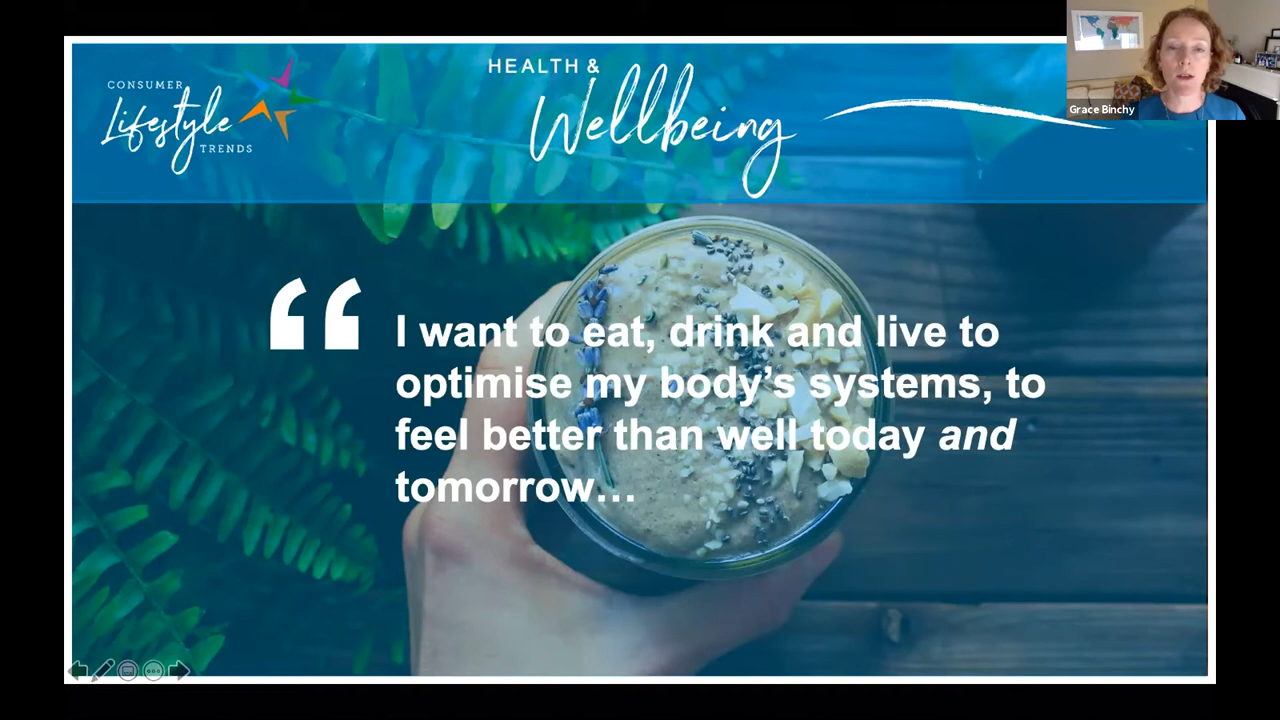 CONSUMER
Lifestyle
TRENDS
HEALTH &
Wellbeing
Grace Binchy
“
I want to eat, drink and live to
optimise my body’s systems, to
feel better than well today and
tomorrow…